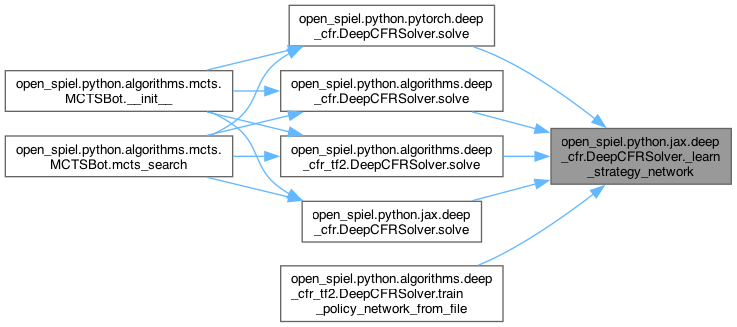 open_spiel.python.pytorch.deep
_cfr.DeepCFRSolver.solve
open_spiel.python.algorithms.mcts.
MCTSBot.__init__
open_spiel.python.algorithms.deep
_cfr.DeepCFRSolver.solve
open_spiel.python.algorithms.mcts.
MCTSBot.mcts_search
open_spiel.python.algorithms.deep
_cfr_tf2.DeepCFRSolver.solve
open_spiel.python.jax.deep
_cfr.DeepCFRSolver._learn
_strategy_network
open_spiel.python.jax.deep
_cfr.DeepCFRSolver.solve
open_spiel.python.algorithms.deep
_cfr_tf2.DeepCFRSolver.train
_policy_network_from_file